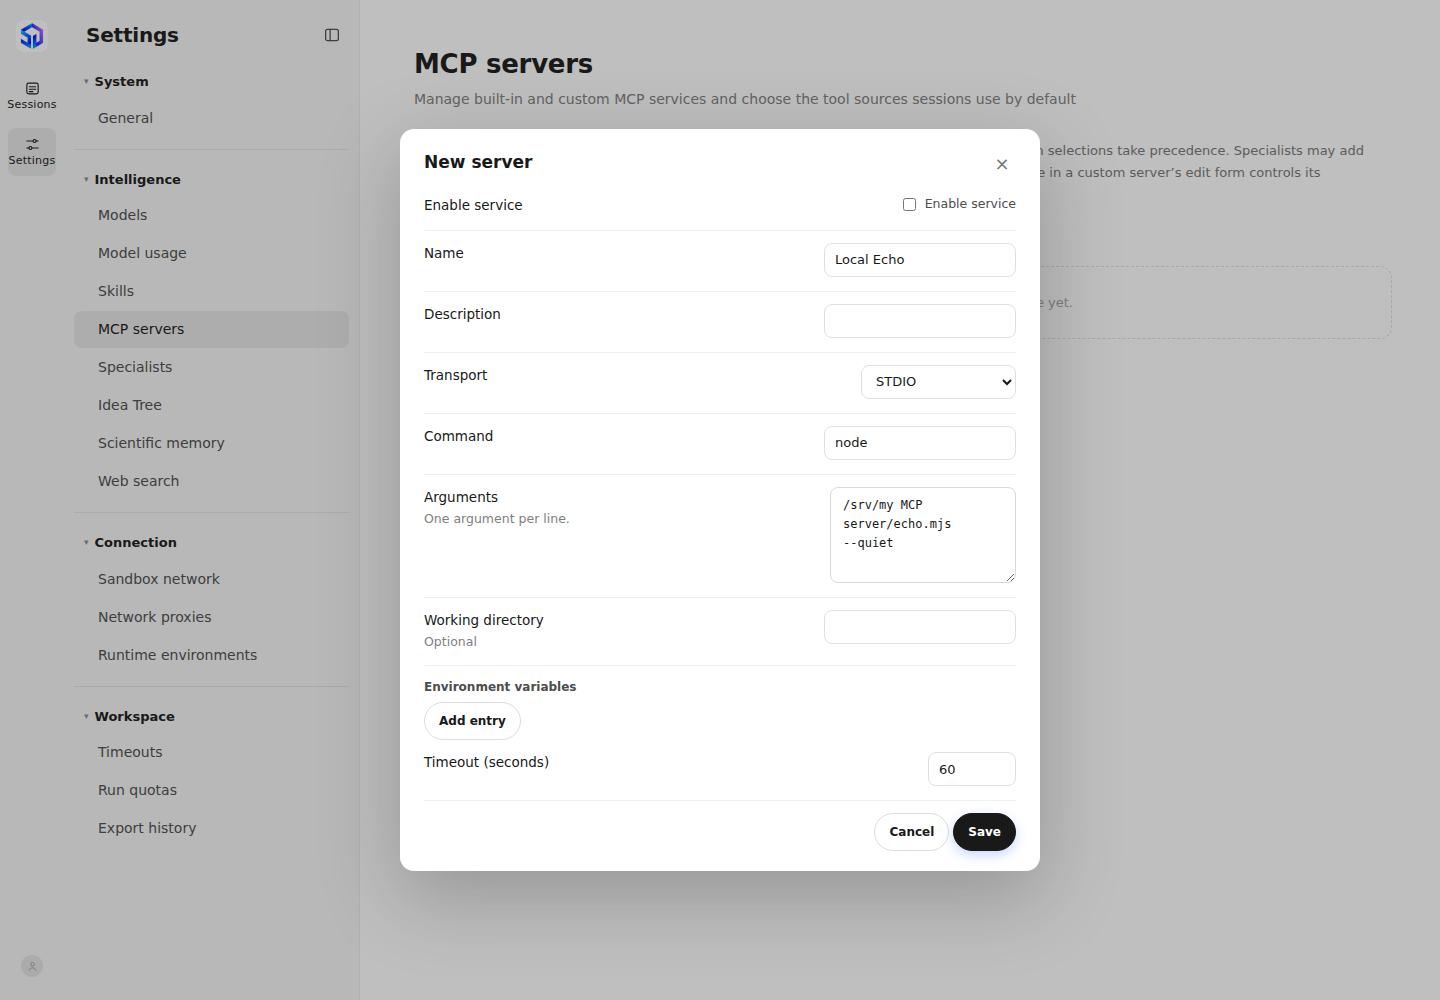 Settings
Sessions
Settings
System
General
Intelligence
Models
Model usage
Skills
MCP servers
Specialists
Idea Tree
Scientific memory
Web search
Connection
Sandbox network
Network proxies
Runtime environments
Workspace
Timeouts
Run quotas
Export history
MCP servers
Manage built-in and custom MCP services and choose the tool sources sessions use by default
selections take precedence. Specialists may add
in a custom server’s edit form controls its
yet.
New server
×
Enable service
Enable service
Name
Local Echo
Description
Transport
STDIO
Command
node
Arguments
One argument per line.
/srv/my MCP
server/echo.mjs
--quiet
Working directory
Optional
Environment variables
Add entry
Timeout (seconds)
60
Cancel
Save